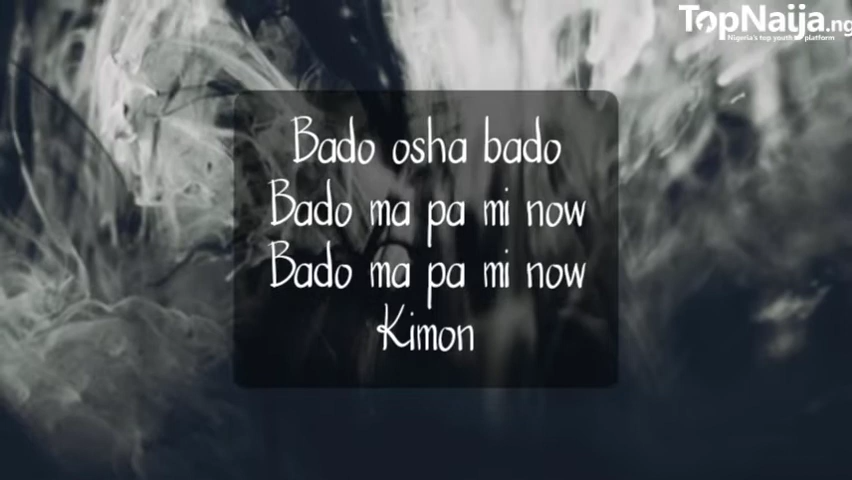 TopNaija.ng
Nigeria's top youth platform
Bado osha bado
Bado ma pa mi now
Bado ma pa mi now
Kimon